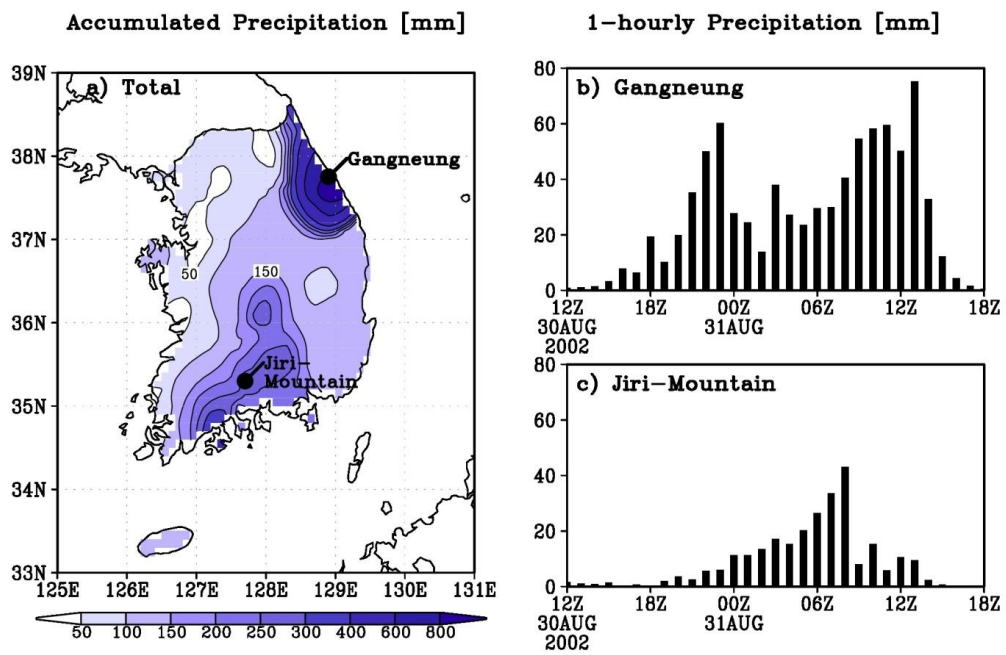 Accumulated Precipitation [mm]
1-hourly Precipitation [mm]
39N
38N
37N
36N
35N
34N
33N
a) Total
Gangneung
50
150
Jiri-
Mountain
125E 126E 127E 128E 129E 130E 131E
50 100 150 200 250 300 400 600 800
80
60
40
20
0
b) Gangneung
12Z 18Z 00Z 06Z 12Z 18Z
30AUG 31AUG
2002
80
60
40
20
0
c) Jiri-Mountain
12Z 18Z 00Z 06Z 12Z 18Z
30AUG 31AUG
2002